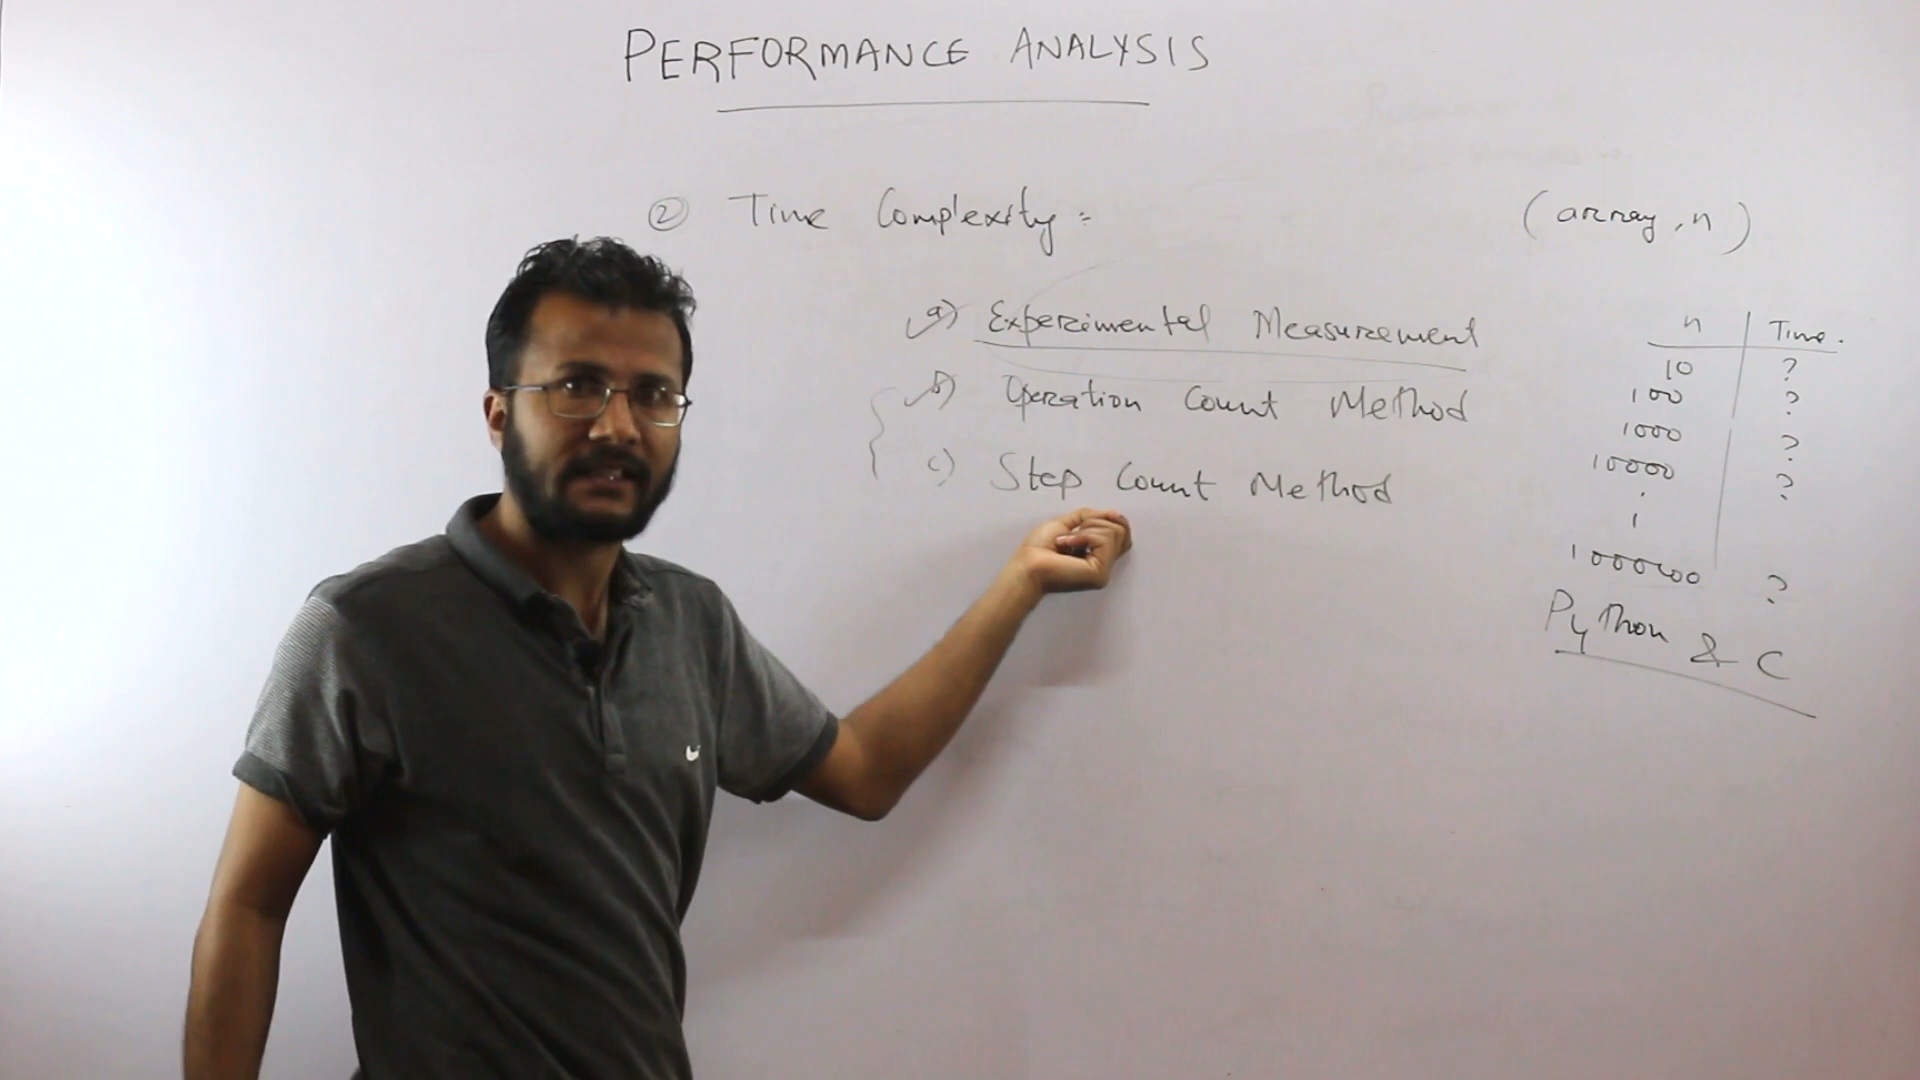 PERFORMANCE ANALYSIS
② Time Complexity :
a) Experimental Measurement
b) Operation Count Method
c) Step Count Method
(array, n)
n Time.
10 ?
100 ?
1000 ?
10000 ?
1000000 ?
Python & C